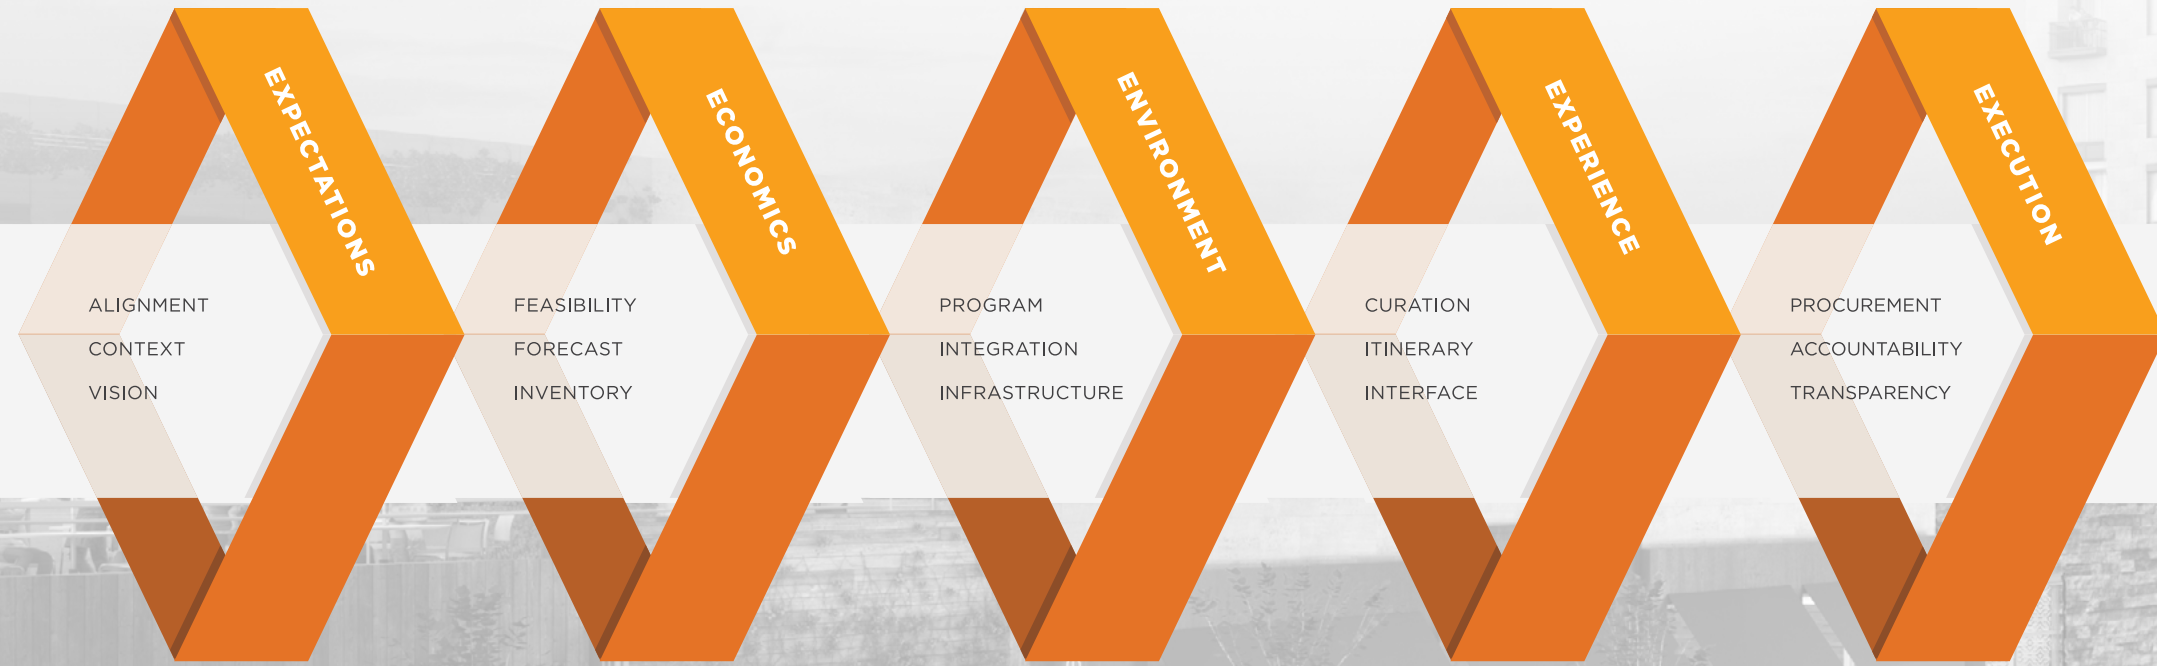 EXPECTATIONS
ALIGNMENT
CONTEXT
VISION
ECONOMICS
FEASIBILITY
FORECAST
INVENTORY
ENVIRONMENT
PROGRAM
INTEGRATION
INFRASTRUCTURE
EXPERIENCE
CURATION
ITINERARY
INTERFACE
EXECUTION
PROCUREMENT
ACCOUNTABILITY
TRANSPARENCY